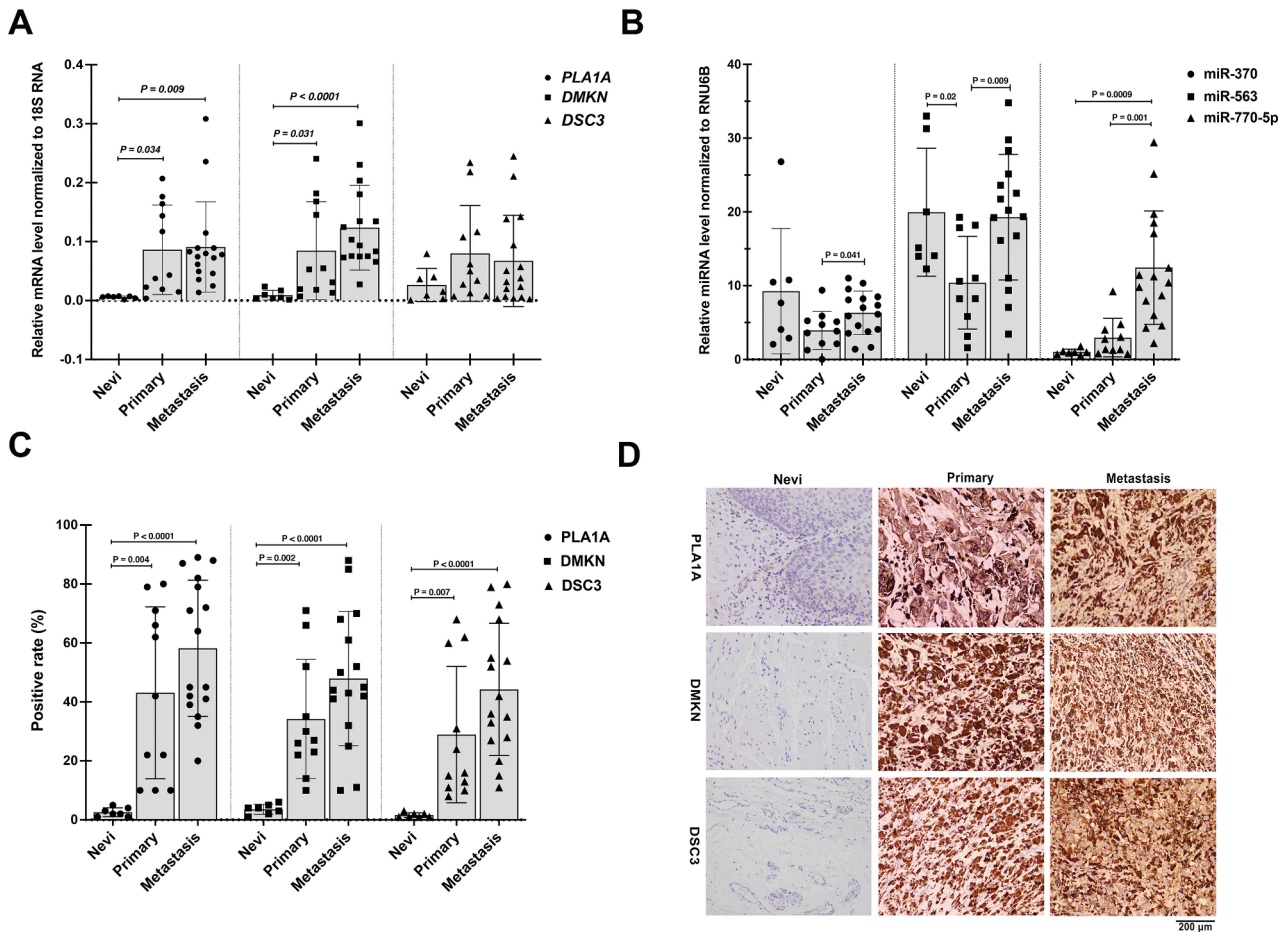 A
Relative mRNA level normalized to 18S RNA
0.4
0.3
0.2
0.1
0.0
-0.1
P = 0.009
P = 0.034
P < 0.0001
P = 0.031
PLA1A
DMKN
DSC3
Nevi
Primary
Metastasis
Nevi
Primary
Metastasis
Nevi
Primary
Metastasis
B
Relative miRNA level normalized to RNU6B
40
30
20
10
0
P = 0.041
P = 0.02
P = 0.009
P = 0.0009
P = 0.001
miR-370
miR-563
miR-770-5p
Nevi
Primary
Metastasis
Nevi
Primary
Metastasis
Nevi
Primary
Metastasis
C
Positive rate (%)
100
80
60
40
20
0
P < 0.0001
P = 0.004
P < 0.0001
P = 0.002
P < 0.0001
P = 0.007
PLA1A
DMKN
DSC3
Nevi
Primary
Metastasis
Nevi
Primary
Metastasis
Nevi
Primary
Metastasis
D
Nevi
Primary
Metastasis
PLA1A
DMKN
DSC3
200 µm